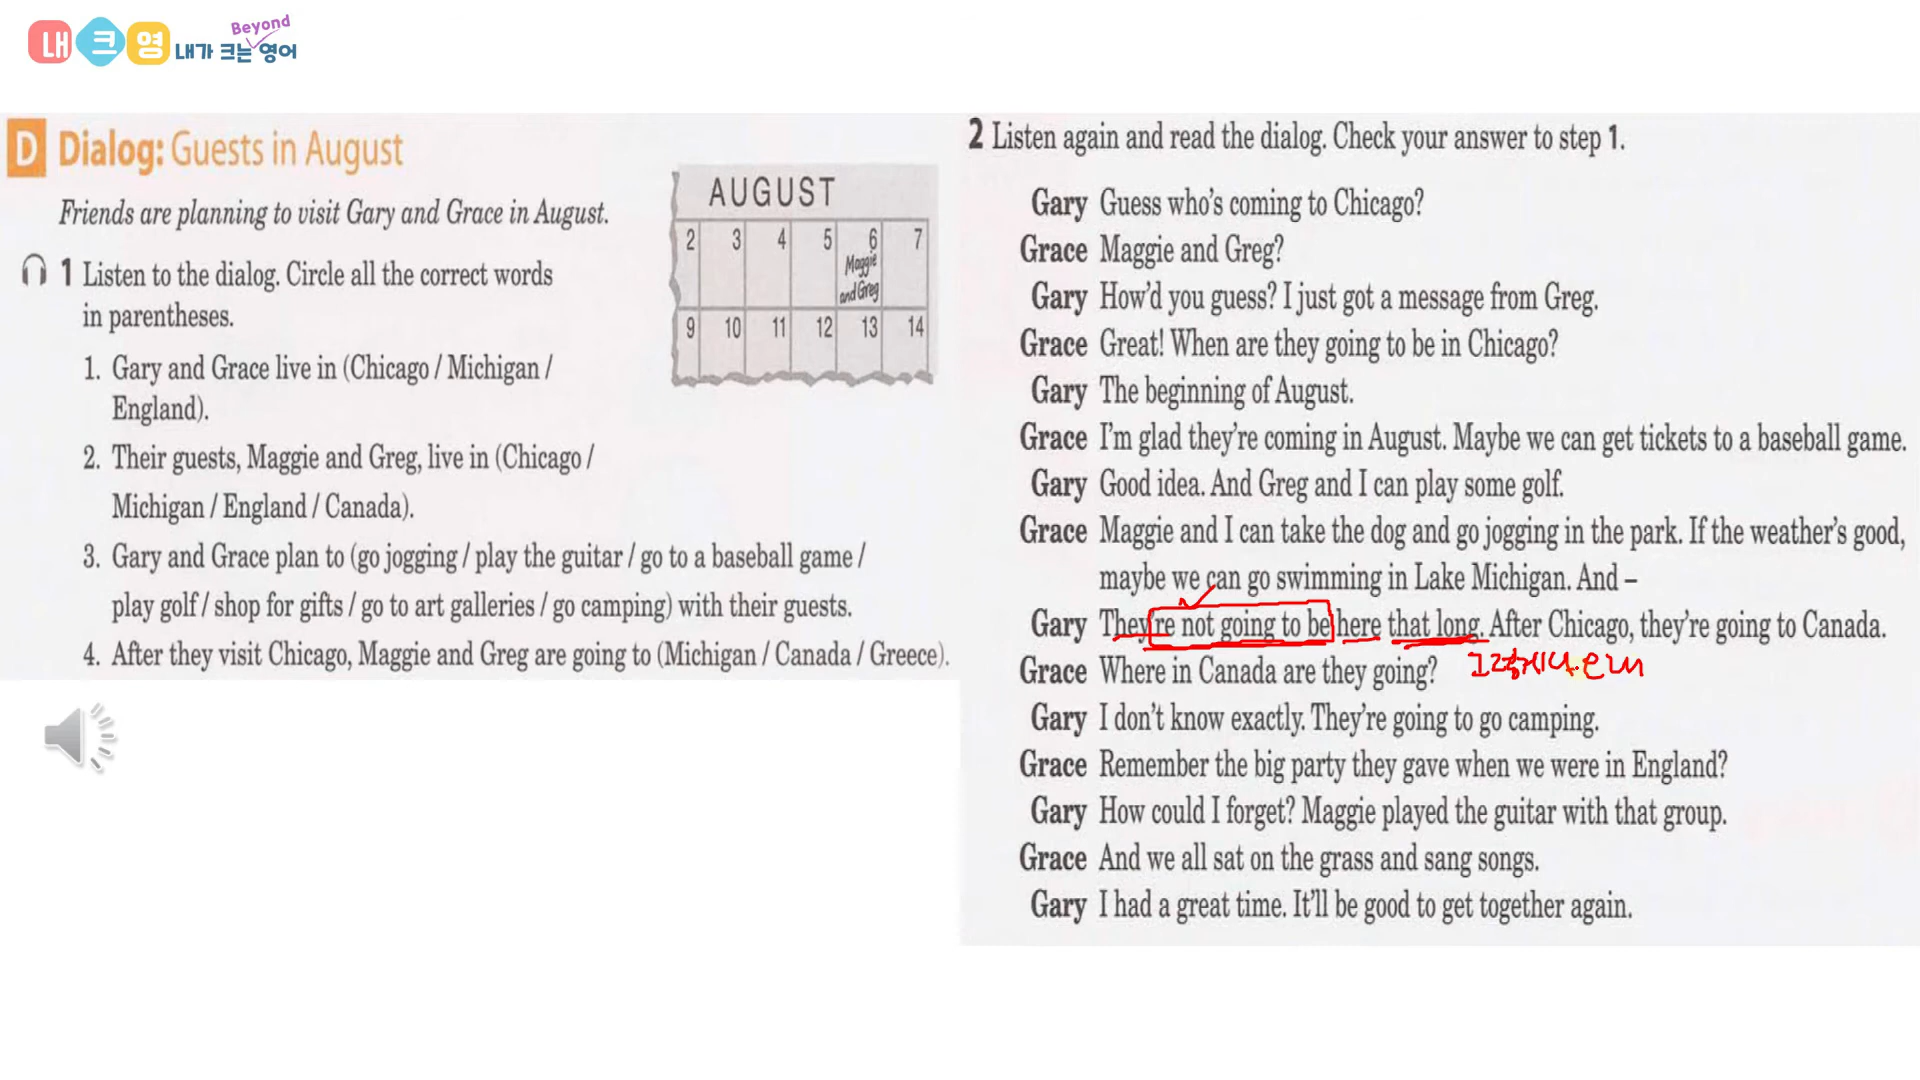 내크영 내가 크는 영어
Beyond
D Dialog: Guests in August
Friends are planning to visit Gary and Grace in August.
1 Listen to the dialog. Circle all the correct words
in parentheses.
1. Gary and Grace live in (Chicago / Michigan /
England).
2. Their guests, Maggie and Greg, live in (Chicago /
Michigan / England / Canada).
3. Gary and Grace plan to (go jogging / play the guitar / go to a baseball game /
play golf / shop for gifts / go to art galleries / go camping) with their guests.
4. After they visit Chicago, Maggie and Greg are going to (Michigan / Canada / Greece).
AUGUST
2 3 4 5 6 7
Maggie
and Greg
9 10 11 12 13 14
2 Listen again and read the dialog. Check your answer to step 1.
Gary Guess who's coming to Chicago?
Grace Maggie and Greg?
Gary How'd you guess? I just got a message from Greg.
Grace Great! When are they going to be in Chicago?
Gary The beginning of August.
Grace I'm glad they're coming in August. Maybe we can get tickets to a baseball game.
Gary Good idea. And Greg and I can play some golf.
Grace Maggie and I can take the dog and go jogging in the park. If the weather's good,
maybe we can go swimming in Lake Michigan. And –
Gary They're not going to be here that long. After Chicago, they're going to Canada.
그렇게나 오래
Grace Where in Canada are they going?
Gary I don't know exactly. They're going to go camping.
Grace Remember the big party they gave when we were in England?
Gary How could I forget? Maggie played the guitar with that group.
Grace And we all sat on the grass and sang songs.
Gary I had a great time. It'll be good to get together again.